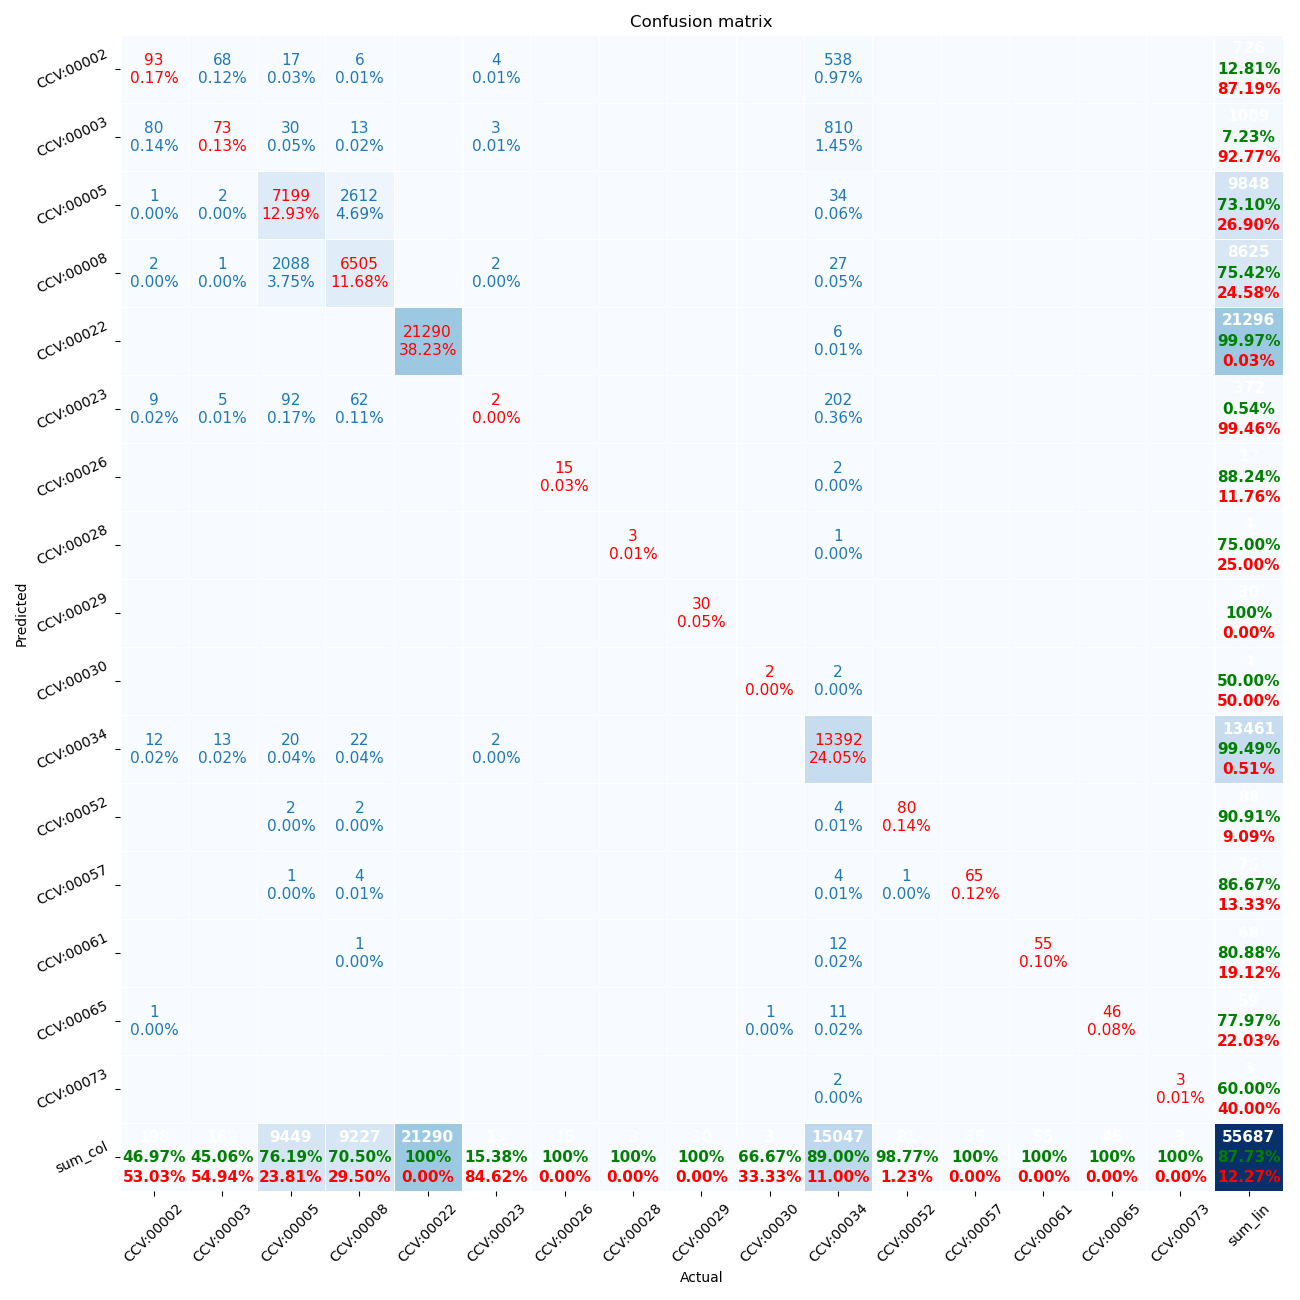 Confusion matrix
CCV:00002 93 68 17 6 4 538 726
0.17% 0.12% 0.03% 0.01% 0.01% 0.97% 12.81%
87.19%
CCV:00003 80 73 30 13 3 810 1009
0.14% 0.13% 0.05% 0.02% 0.01% 1.45% 7.23%
92.77%
CCV:00005 1 2 7199 2612 34 9848
0.00% 0.00% 12.93% 4.69% 0.06% 73.10%
26.90%
CCV:00008 2 1 2088 6505 2 27 8625
0.00% 0.00% 3.75% 11.68% 0.00% 0.05% 75.42%
24.58%
CCV:00022 21290 6 21296
38.23% 0.01% 99.97%
0.03%
CCV:00023 9 5 92 62 2 202 372
0.02% 0.01% 0.17% 0.11% 0.00% 0.36% 0.54%
99.46%
CCV:00026 15 2 17
0.03% 0.00% 88.24%
11.76%
CCV:00028 3 1
0.01% 0.00% 75.00%
25.00%
CCV:00029 30 30
0.05% 100%
0.00%
CCV:00030 2 2
0.00% 0.00% 50.00%
50.00%
CCV:00034 12 13 20 22 2 13392 13461
0.02% 0.02% 0.04% 0.04% 0.00% 24.05% 99.49%
0.51%
CCV:00052 2 2 4 80 88
0.00% 0.00% 0.01% 0.14% 90.91%
9.09%
CCV:00057 1 4 4 1 65 75
0.00% 0.01% 0.01% 0.00% 0.12% 86.67%
13.33%
CCV:00061 1 12 55 68
0.00% 0.02% 0.10% 80.88%
19.12%
CCV:00065 1 1 11 46 59
0.00% 0.00% 0.02% 0.08% 77.97%
22.03%
CCV:00073 2 3
0.00% 0.01% 60.00%
40.00%
sum_col 198 162 9449 9227 21290 13 15 3 30 3 15047 81 65 55 46 3 55687
46.97% 45.06% 76.19% 70.50% 100% 15.38% 100% 100% 100% 66.67% 89.00% 98.77% 100% 100% 100% 100% 87.73%
53.03% 54.94% 23.81% 29.50% 0.00% 84.62% 0.00% 0.00% 0.00% 33.33% 11.00% 1.23% 0.00% 0.00% 0.00% 0.00% 12.27%
CCV:00002 CCV:00003 CCV:00005 CCV:00008 CCV:00022 CCV:00023 CCV:00026 CCV:00028 CCV:00029 CCV:00030 CCV:00034 CCV:00052 CCV:00057 CCV:00061 CCV:00065 CCV:00073 sum_lin
Actual
Predicted